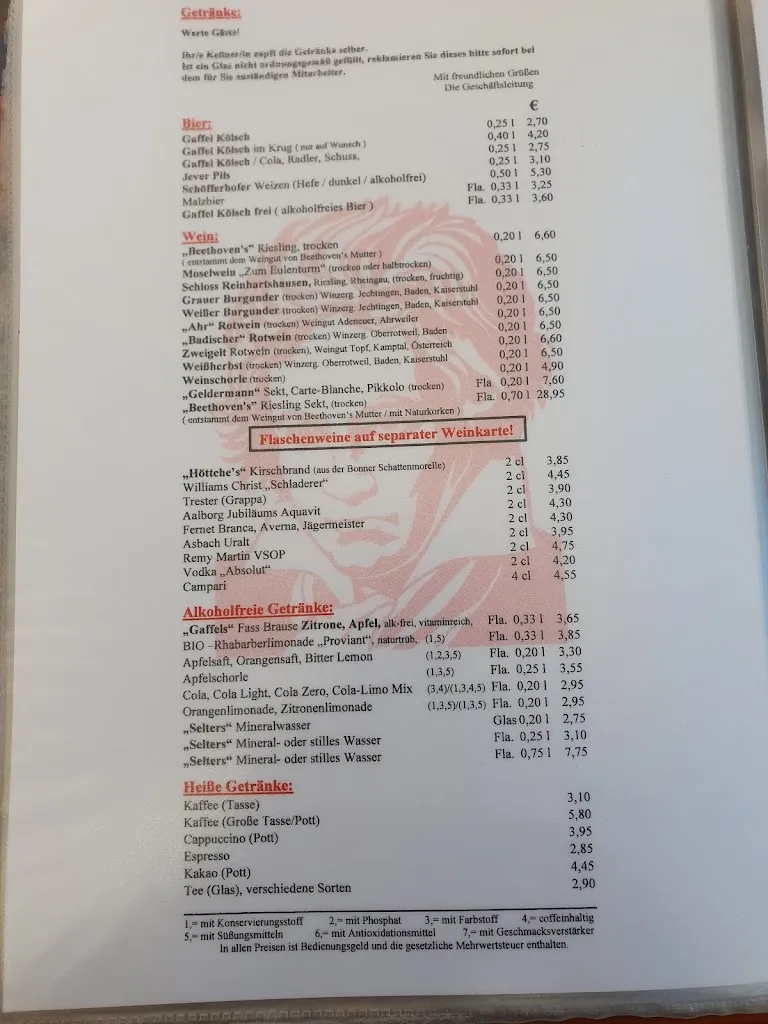 Getränke:
Werte Gäste!
Ihr/e Kellner/in zapft die Getränke selber.
Ist ein Glas nicht ordnungsgemäß gefüllt, reklamieren Sie dieses bitte sofort bei
dem für Sie zuständigen Mitarbeiter.
Mit freundlichen Grüßen
Die Geschäftsleitung
€
Bier:
Gaffel Kölsch 0,25 l 2,70
Gaffel Kölsch im Krug ( nur auf Wunsch ) 0,40 l 4,20
Gaffel Kölsch / Cola, Radler, Schuss, 0,25 l 2,75
Jever Pils 0,25 l 3,10
Schöfferhofer Weizen (Hefe / dunkel / alkoholfrei) 0,50 l 5,30
Malzbier Fla. 0,33 l 3,25
Gaffel Kölsch frei ( alkoholfreies Bier ) Fla. 0,33 l 3,60
Wein:
„Beethoven's" Riesling, trocken 0,20 l 6,60
( entstammt dem Weingut von Beethoven's Mutter )
Moselwein „Zum Eulenturm" (trocken oder halbtrocken) 0,20 l 6,50
Schloss Reinhartshausen, Riesling, Rheingau, (trocken, fruchtig) 0,20 l 6,50
Grauer Burgunder (trocken) Winzerg. Jechtingen, Baden, Kaiserstuhl 0,20 l 6,50
Weißer Burgunder (trocken) Winzerg. Jechtingen, Baden, Kaiserstuhl 0,20 l 6,50
„Ahr" Rotwein (trocken) Weingut Adeneuer, Ahrweiler 0,20 l 6,50
„Badischer" Rotwein (trocken) Winzerg. Oberrotweil, Baden 0,20 l 6,50
Zweigelt Rotwein (trocken), Weingut Topf, Kamptal, Österreich 0,20 l 6,60
Weißherbst (trocken) Winzerg. Oberrotweil, Baden, Kaiserstuhl 0,20 l 6,50
Weinschorle (trocken) 0,20 l 4,90
„Geldermann" Sekt, Carte-Blanche, Pikkolo (trocken) Fla. 0,20 l 7,60
„Beethoven's" Riesling Sekt, (trocken) Fla. 0,70 l 28,95
( entstammt dem Weingut von Beethoven's Mutter / mit Naturkorken )
Flaschenweine auf separater Weinkarte!
„Höttche's" Kirschbrand (aus der Bonner Schattenmorelle) 2 cl 3,85
Williams Christ „Schladerer" 2 cl 4,45
Trester (Grappa) 2 cl 3,90
Aalborg Jubiläums Aquavit 2 cl 4,30
Fernet Branca, Averna, Jägermeister 2 cl 4,30
Asbach Uralt 2 cl 3,95
Remy Martin VSOP 2 cl 4,75
Vodka „Absolut" 2 cl 4,20
Campari 4 cl 4,55
Alkoholfreie Getränke:
„Gaffels" Fass Brause Zitrone, Apfel, alk-frei, vitaminreich, Fla. 0,33 l 3,65
BIO -Rhabarberlimonade „Proviant", naturtrüb, (1,5) Fla. 0,33 l 3,85
Apfelsaft, Orangensaft, Bitter Lemon (1,2,3,5) Fla. 0,20 l 3,30
Apfelschorle (1,3,5) Fla. 0,25 l 3,55
Cola, Cola Light, Cola Zero, Cola-Limo Mix (3,4)/(1,3,4,5) Fla. 0,20 l 2,95
Orangenlimonade, Zitronenlimonade (1,3,5)/(1,3,5) Fla. 0,20 l 2,95
„Selters" Mineralwasser Glas 0,20 l 2,75
„Selters" Mineral- oder stilles Wasser Fla. 0,25 l 3,10
„Selters" Mineral- oder stilles Wasser Fla. 0,75 l 7,75
Heiße Getränke:
Kaffee (Tasse) 3,10
Kaffee (Große Tasse/Pott) 5,80
Cappuccino (Pott) 3,95
Espresso 2,85
Kakao (Pott) 4,45
Tee (Glas), verschiedene Sorten 2,90
1,= mit Konservierungsstoff 2,= mit Phosphat 3,= mit Farbstoff 4,= coffeinhaltig
5,= mit Süßungsmitteln 6,= mit Antioxidationsmittel 7,= mit Geschmacksverstärker
In allen Preisen ist Bedienungsgeld und die gesetzliche Mehrwertsteuer enthalten.